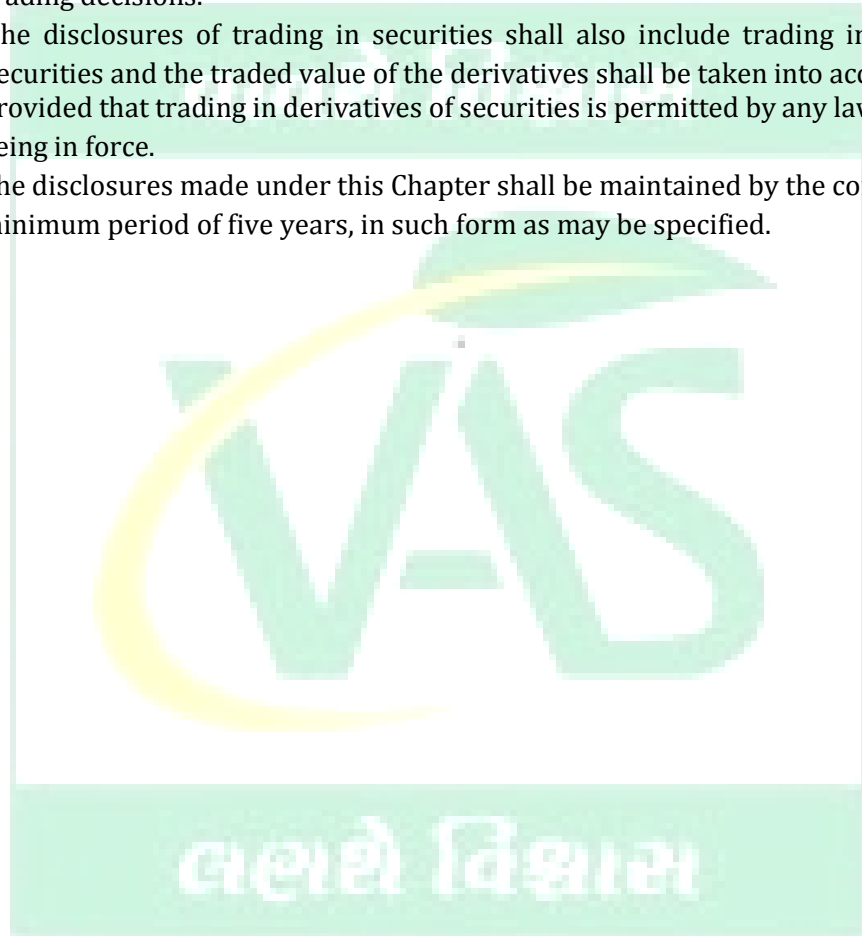 rading decisions.
he disclosures of trading in securities shall also include trading in
ecurities and the traded value of the derivatives shall be taken into acc
rovided that trading in derivatives of securities is permitted by any law
eing in force.
he disclosures made under this Chapter shall be maintained by the co
inimum period of five years, in such form as may be specified.
VAS
વિશ્વાસ